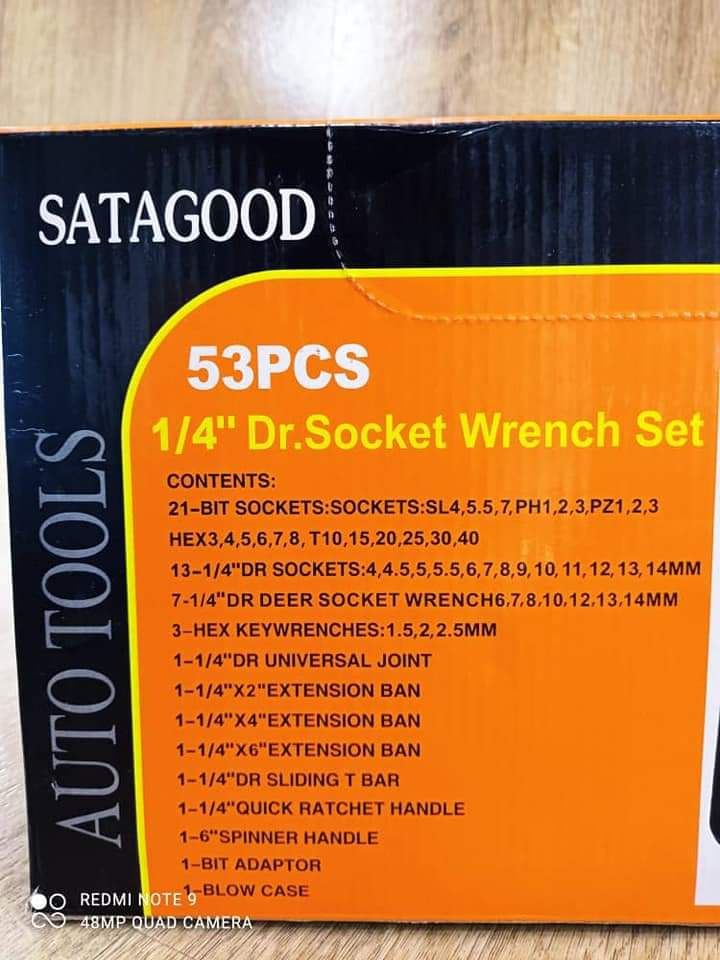 SATAGOOD
AUTO TOOLS
53PCS
1/4" Dr.Socket Wrench Set
CONTENTS:
21-BIT SOCKETS:SOCKETS:SL4,5.5,7,PH1,2,3,PZ1,2,3
HEX3,4,5,6,7,8,T10,15,20,25,30,40
13-1/4"DR SOCKETS:4,4.5,5,5.5,6,7,8,9,10,11,12,13,14MM
7-1/4"DR DEER SOCKET WRENCH6,7,8,10,12,13,14MM
3-HEX KEYWRENCHES:1.5,2,2.5MM
1-1/4"DR UNIVERSAL JOINT
1-1/4"X2"EXTENSION BAN
1-1/4"X4"EXTENSION BAN
1-1/4"X6"EXTENSION BAN
1-1/4"DR SLIDING T BAR
1-1/4"QUICK RATCHET HANDLE
1-6"SPINNER HANDLE
1-BIT ADAPTOR
1-BLOW CASE
REDMI NOTE 9
48MP QUAD CAMERA